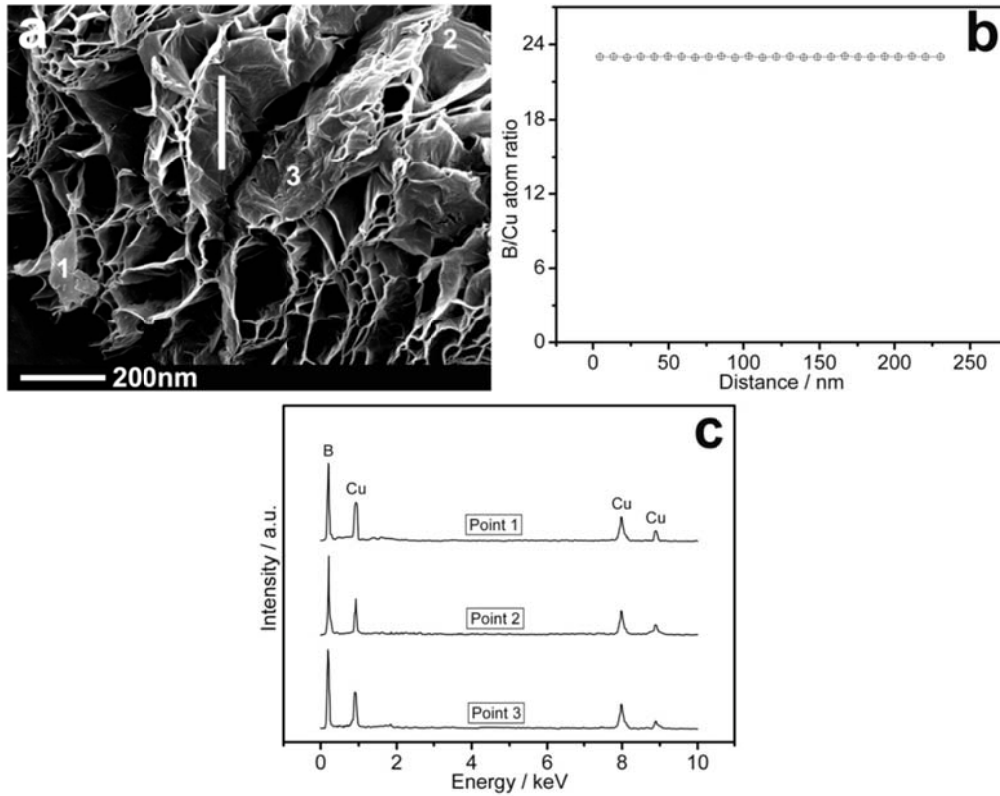 a
2
3
1
200nm
b
24
18
12
6
0
B/Cu atom ratio
0 50 100 150 200 250
Distance / nm
c
B
Cu
Cu
Cu
Point 1
Point 2
Point 3
Intensity / a.u.
0 2 4 6 8 10
Energy / keV